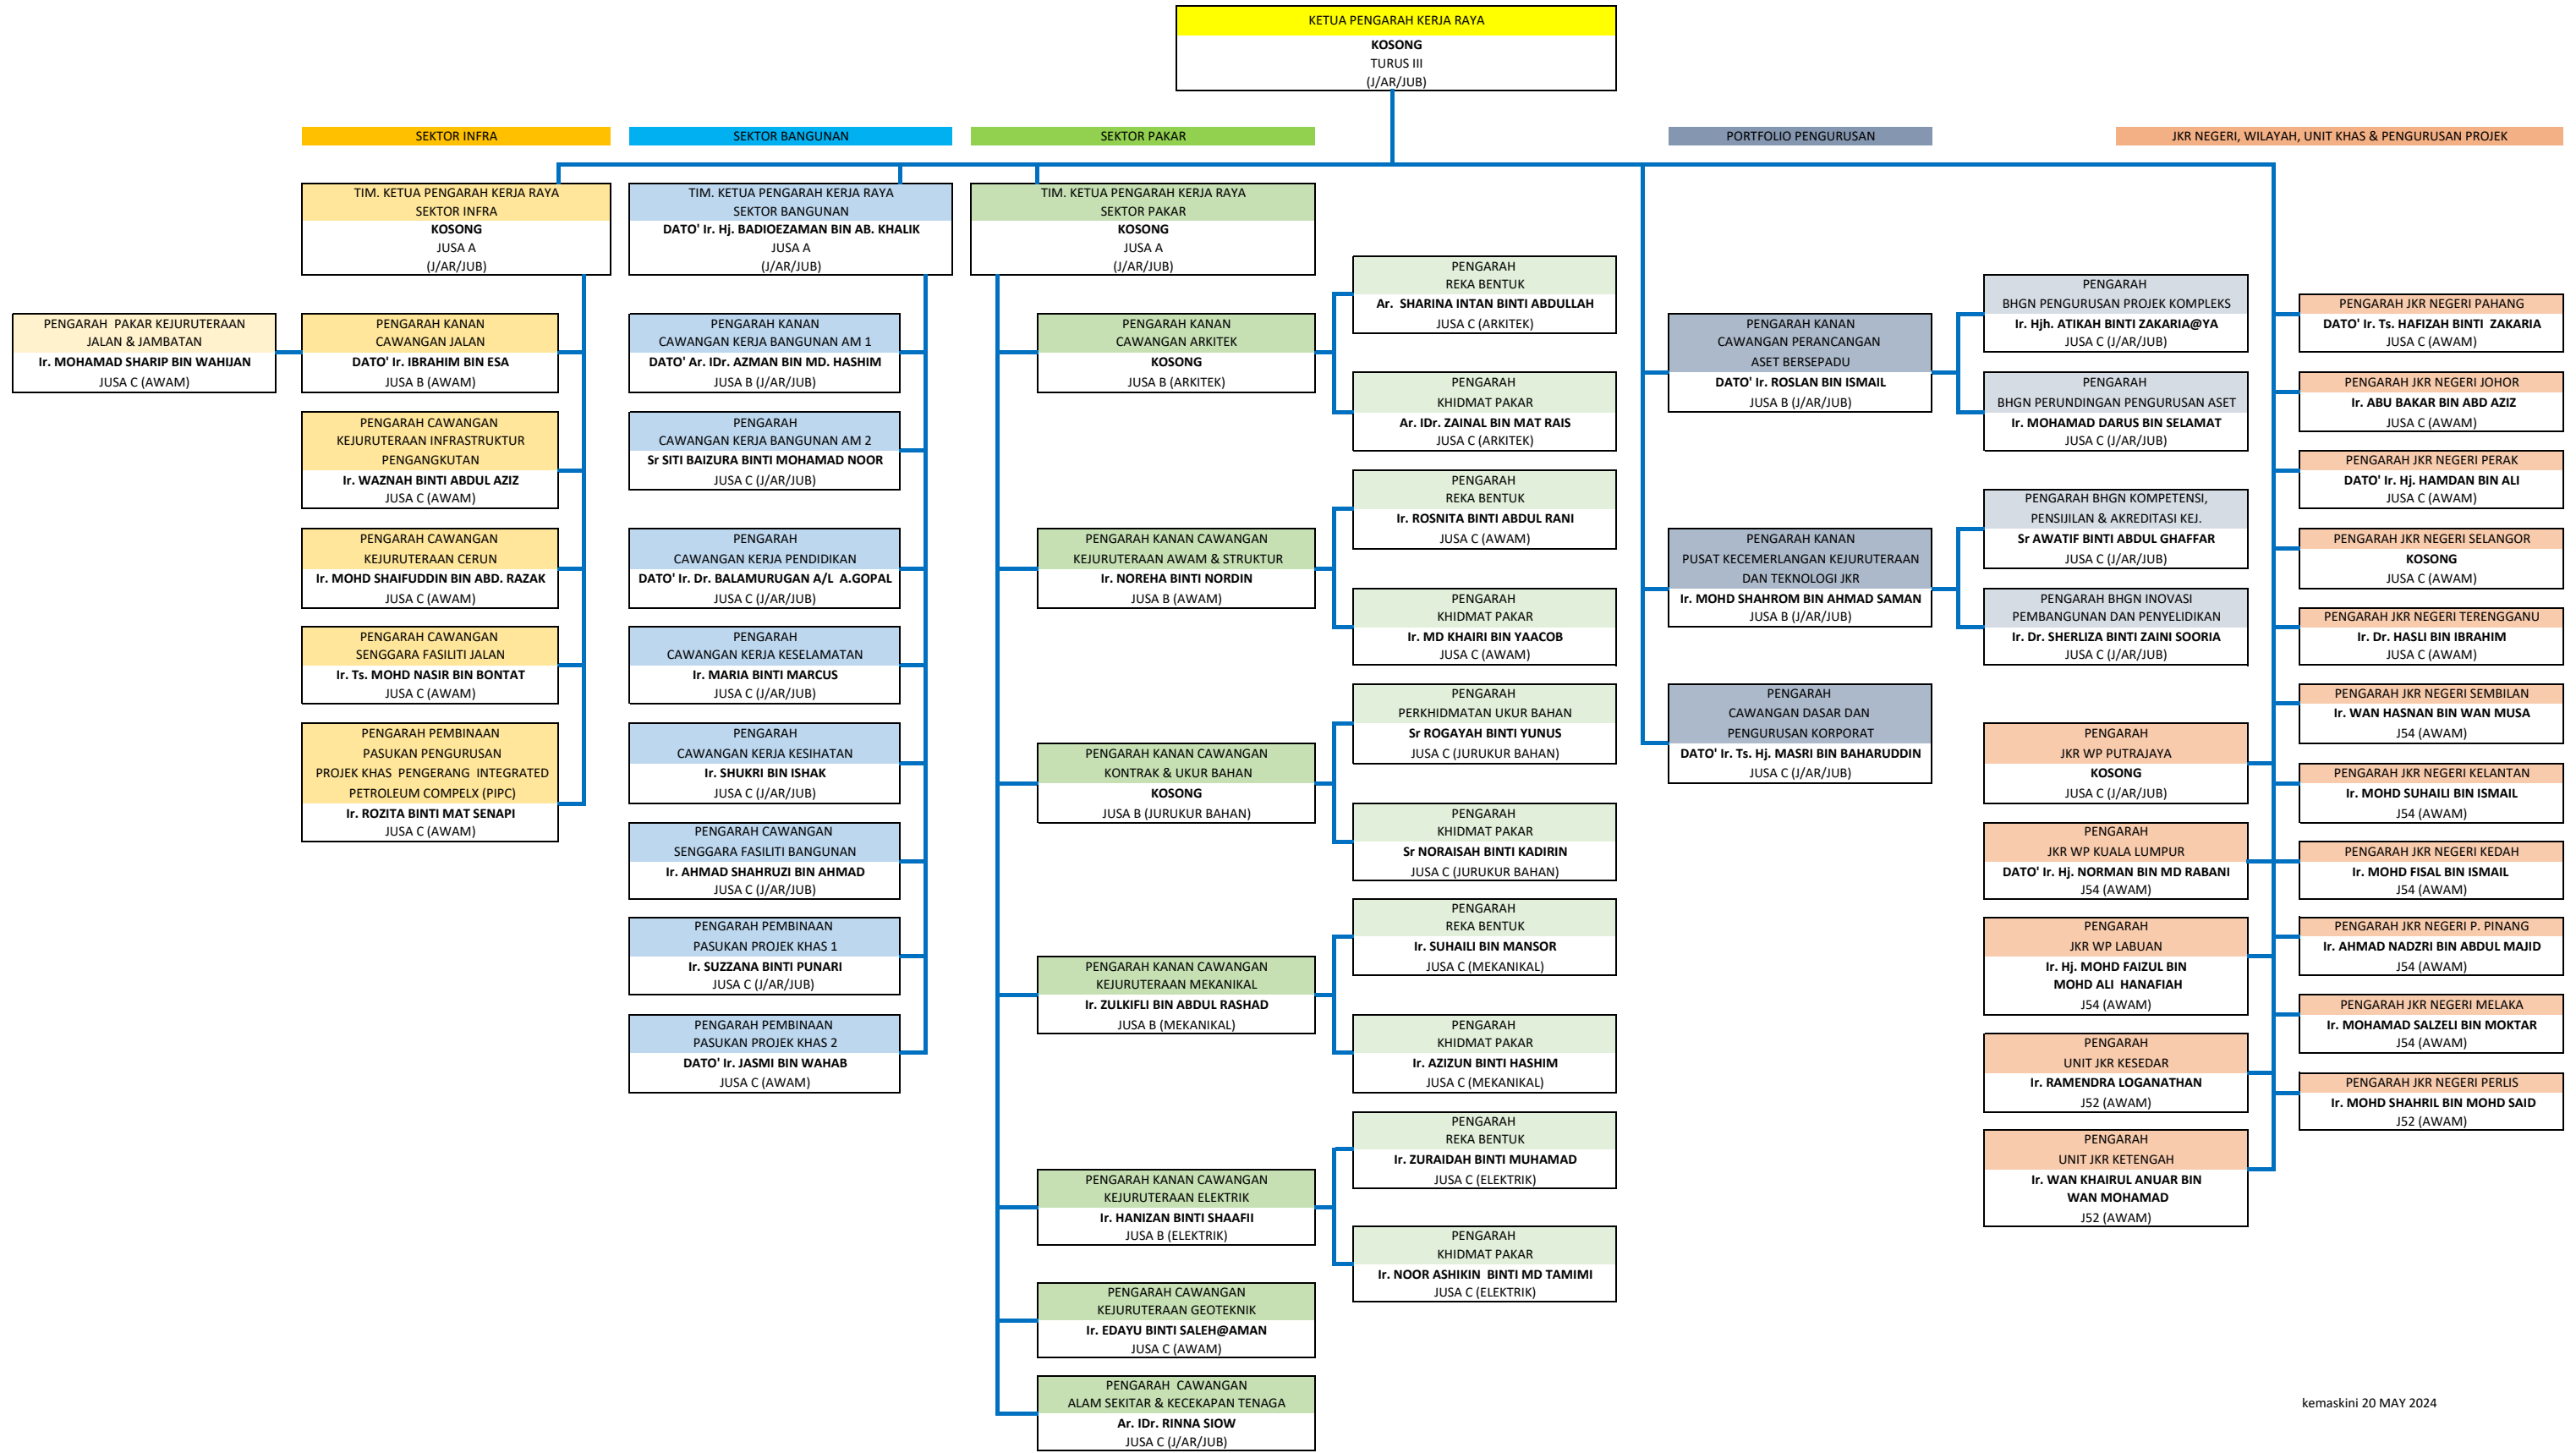 KETUA PENGARAH KERJA RAYA
KOSONG
TURUS III
(J/AR/JUB)
SEKTOR INFRA
SEKTOR BANGUNAN
SEKTOR PAKAR
PORTFOLIO PENGURUSAN
JKR NEGERI, WILAYAH, UNIT KHAS & PENGURUSAN PROJEK
TIM. KETUA PENGARAH KERJA RAYA
SEKTOR INFRA
KOSONG
JUSA A
(J/AR/JUB)
PENGARAH  PAKAR KEJURUTERAAN
JALAN & JAMBATAN
Ir. MOHAMAD SHARIP BIN WAHIJAN
JUSA C (AWAM)
PENGARAH KANAN
CAWANGAN JALAN
DATO' Ir. IBRAHIM BIN ESA
JUSA B (AWAM)
PENGARAH CAWANGAN
KEJURUTERAAN INFRASTRUKTUR
PENGANGKUTAN
Ir. WAZNAH BINTI ABDUL AZIZ
JUSA C (AWAM)
PENGARAH CAWANGAN
KEJURUTERAAN CERUN
Ir. MOHD SHAIFUDDIN BIN ABD. RAZAK
JUSA C (AWAM)
PENGARAH CAWANGAN
SENGGARA FASILITI JALAN
Ir. Ts. MOHD NASIR BIN BONTAT
JUSA C (AWAM)
PENGARAH PEMBINAAN
PASUKAN PENGURUSAN
PROJEK KHAS  PENGERANG  INTEGRATED
PETROLEUM COMPELX (PIPC)
Ir. ROZITA BINTI MAT SENAPI
JUSA C (AWAM)
TIM. KETUA PENGARAH KERJA RAYA
SEKTOR BANGUNAN
DATO' Ir. Hj. BADIOEZAMAN BIN AB. KHALIK
JUSA A
(J/AR/JUB)
PENGARAH KANAN
CAWANGAN KERJA BANGUNAN AM 1
DATO' Ar. IDr. AZMAN BIN MD. HASHIM
JUSA B (J/AR/JUB)
PENGARAH
CAWANGAN KERJA BANGUNAN AM 2
Sr SITI BAIZURA BINTI MOHAMAD NOOR
JUSA C (J/AR/JUB)
PENGARAH
CAWANGAN KERJA PENDIDIKAN
DATO' Ir. Dr. BALAMURUGAN A/L  A.GOPAL
JUSA C (J/AR/JUB)
PENGARAH
CAWANGAN KERJA KESELAMATAN
Ir. MARIA BINTI MARCUS
JUSA C (J/AR/JUB)
PENGARAH
CAWANGAN KERJA KESIHATAN
Ir. SHUKRI BIN ISHAK
JUSA C (J/AR/JUB)
PENGARAH CAWANGAN
SENGGARA FASILITI BANGUNAN
Ir. AHMAD SHAHRUZI BIN AHMAD
JUSA C (J/AR/JUB)
PENGARAH PEMBINAAN
PASUKAN PROJEK KHAS 1
Ir. SUZZANA BINTI PUNARI
JUSA C (J/AR/JUB)
PENGARAH PEMBINAAN
PASUKAN PROJEK KHAS 2
DATO' Ir. JASMI BIN WAHAB
JUSA C (AWAM)
TIM. KETUA PENGARAH KERJA RAYA
SEKTOR PAKAR
KOSONG
JUSA A
(J/AR/JUB)
PENGARAH KANAN
CAWANGAN ARKITEK
KOSONG
JUSA B (ARKITEK)
PENGARAH
REKA BENTUK
Ar.  SHARINA INTAN BINTI ABDULLAH
JUSA C (ARKITEK)
PENGARAH
KHIDMAT PAKAR
Ar. IDr. ZAINAL BIN MAT RAIS
JUSA C (ARKITEK)
PENGARAH KANAN CAWANGAN
KEJURUTERAAN AWAM & STRUKTUR
Ir. NOREHA BINTI NORDIN
JUSA B (AWAM)
PENGARAH
REKA BENTUK
Ir. ROSNITA BINTI ABDUL RANI
JUSA C (AWAM)
PENGARAH
KHIDMAT PAKAR
Ir. MD KHAIRI BIN YAACOB
JUSA C (AWAM)
PENGARAH KANAN CAWANGAN
KONTRAK & UKUR BAHAN
KOSONG
JUSA B (JURUKUR BAHAN)
PENGARAH
PERKHIDMATAN UKUR BAHAN
Sr ROGAYAH BINTI YUNUS
JUSA C (JURUKUR BAHAN)
PENGARAH
KHIDMAT PAKAR
Sr NORAISAH BINTI KADIRIN
JUSA C (JURUKUR BAHAN)
PENGARAH KANAN CAWANGAN
KEJURUTERAAN MEKANIKAL
Ir. ZULKIFLI BIN ABDUL RASHAD
JUSA B (MEKANIKAL)
PENGARAH
REKA BENTUK
Ir. SUHAILI BIN MANSOR
JUSA C (MEKANIKAL)
PENGARAH
KHIDMAT PAKAR
Ir. AZIZUN BINTI HASHIM
JUSA C (MEKANIKAL)
PENGARAH KANAN CAWANGAN
KEJURUTERAAN ELEKTRIK
Ir. HANIZAN BINTI SHAAFII
JUSA B (ELEKTRIK)
PENGARAH
REKA BENTUK
Ir. ZURAIDAH BINTI MUHAMAD
JUSA C (ELEKTRIK)
PENGARAH
KHIDMAT PAKAR
Ir. NOOR ASHIKIN  BINTI MD TAMIMI
JUSA C (ELEKTRIK)
PENGARAH CAWANGAN
KEJURUTERAAN GEOTEKNIK
Ir. EDAYU BINTI SALEH@AMAN
JUSA C (AWAM)
PENGARAH  CAWANGAN
ALAM SEKITAR & KECEKAPAN TENAGA
Ar. IDr. RINNA SIOW
JUSA C (J/AR/JUB)
PENGARAH KANAN
CAWANGAN PERANCANGAN
ASET BERSEPADU
DATO' Ir. ROSLAN BIN ISMAIL
JUSA B (J/AR/JUB)
PENGARAH
BHGN PENGURUSAN PROJEK KOMPLEKS
Ir. Hjh. ATIKAH BINTI ZAKARIA@YA
JUSA C (J/AR/JUB)
PENGARAH
BHGN PERUNDINGAN PENGURUSAN ASET
Ir. MOHAMAD DARUS BIN SELAMAT
JUSA C (J/AR/JUB)
PENGARAH KANAN
PUSAT KECEMERLANGAN KEJURUTERAAN
DAN TEKNOLOGI JKR
Ir. MOHD SHAHROM BIN AHMAD SAMAN
JUSA B (J/AR/JUB)
PENGARAH BHGN KOMPETENSI,
PENSIJILAN & AKREDITASI KEJ.
Sr AWATIF BINTI ABDUL GHAFFAR
JUSA C (J/AR/JUB)
PENGARAH BHGN INOVASI
PEMBANGUNAN DAN PENYELIDIKAN
Ir. Dr. SHERLIZA BINTI ZAINI SOORIA
JUSA C (J/AR/JUB)
PENGARAH
CAWANGAN DASAR DAN
PENGURUSAN KORPORAT
DATO' Ir. Ts. Hj. MASRI BIN BAHARUDDIN
JUSA C (J/AR/JUB)
PENGARAH
JKR WP PUTRAJAYA
KOSONG
JUSA C (J/AR/JUB)
PENGARAH
JKR WP KUALA LUMPUR
DATO' Ir. Hj. NORMAN BIN MD RABANI
J54 (AWAM)
PENGARAH
JKR WP LABUAN
Ir. Hj. MOHD FAIZUL BIN
MOHD ALI  HANAFIAH
J54 (AWAM)
PENGARAH
UNIT JKR KESEDAR
Ir. RAMENDRA LOGANATHAN
J52 (AWAM)
PENGARAH
UNIT JKR KETENGAH
Ir. WAN KHAIRUL ANUAR BIN
WAN MOHAMAD
J52 (AWAM)
PENGARAH JKR NEGERI PAHANG
DATO' Ir. Ts. HAFIZAH BINTI  ZAKARIA
JUSA C (AWAM)
PENGARAH JKR NEGERI JOHOR
Ir. ABU BAKAR BIN ABD AZIZ
JUSA C (AWAM)
PENGARAH JKR NEGERI PERAK
DATO' Ir. Hj. HAMDAN BIN ALI
JUSA C (AWAM)
PENGARAH JKR NEGERI SELANGOR
KOSONG
JUSA C (AWAM)
PENGARAH JKR NEGERI TERENGGANU
Ir. Dr. HASLI BIN IBRAHIM
JUSA C (AWAM)
PENGARAH JKR NEGERI SEMBILAN
Ir. WAN HASNAN BIN WAN MUSA
J54 (AWAM)
PENGARAH JKR NEGERI KELANTAN
Ir. MOHD SUHAILI BIN ISMAIL
J54 (AWAM)
PENGARAH JKR NEGERI KEDAH
Ir. MOHD FISAL BIN ISMAIL
J54 (AWAM)
PENGARAH JKR NEGERI P. PINANG
Ir. AHMAD NADZRI BIN ABDUL MAJID
J54 (AWAM)
PENGARAH JKR NEGERI MELAKA
Ir. MOHAMAD SALZELI BIN MOKTAR
J54 (AWAM)
PENGARAH JKR NEGERI PERLIS
Ir. MOHD SHAHRIL BIN MOHD SAID
J52 (AWAM)
kemaskini 20 MAY 2024